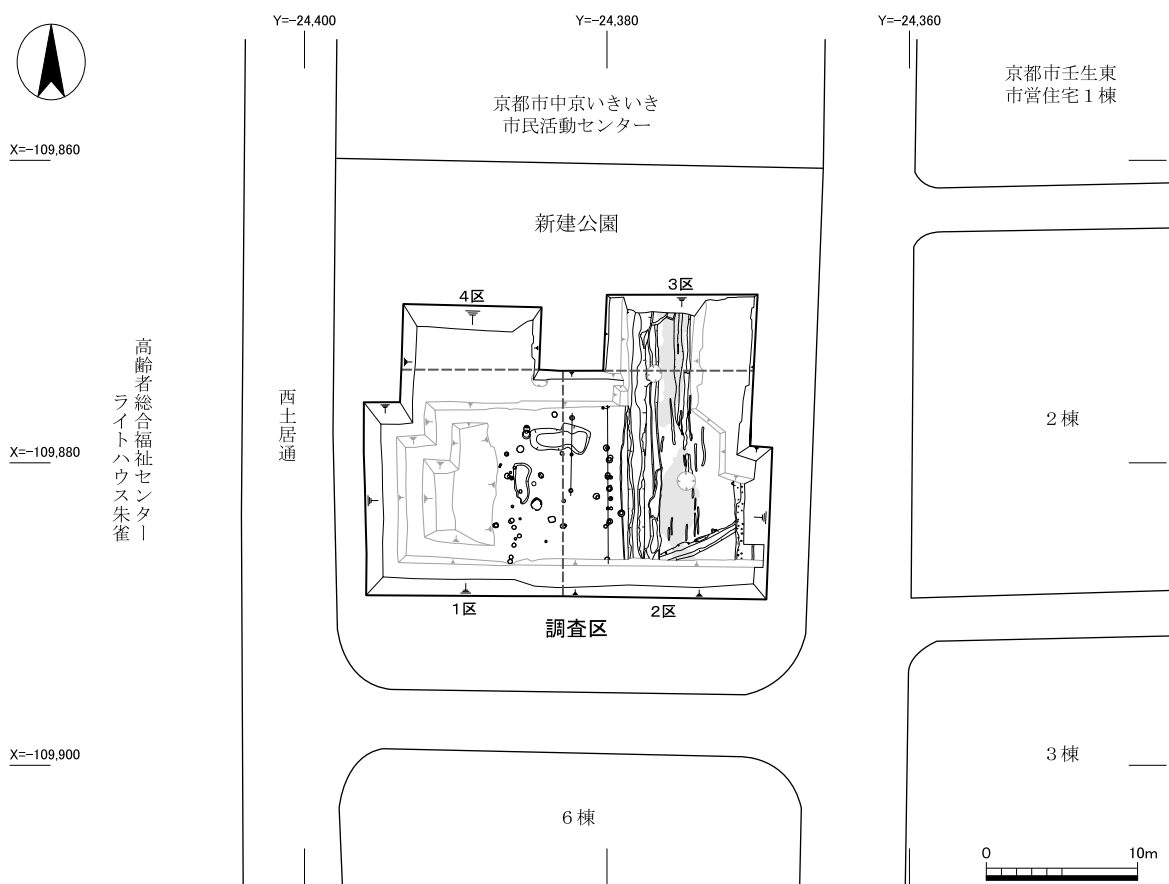 Y=-24,400
Y=-24,380
Y=-24,360
京都市中京いきいき
市民活動センター
京都市壬生東
市営住宅1棟
X=-109,860
新建公園
4区
3区
高齢者総合福祉センター
ライトハウス朱雀
西土居通
2棟
X=-109,880
1区
2区
調査区
X=-109,900
3棟
6棟
0
10m